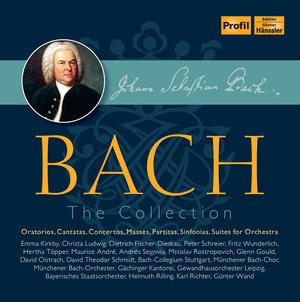 Profil
Edition
Günter
Hänssler
Johann Sebastian Bach.
BACH
The Collection
Oratorios, Cantatas, Concertos, Masses, Partitas, Sinfonias, Suites for Orchestra
Emma Kirkby, Christa Ludwig, Dietrich Fischer-Dieskau, Peter Schreier, Fritz Wunderlich,
Hertha Töpper, Maurice André, Andrés Segovia, Mstislav Rostropovich, Glenn Gould,
David Oistrach, David Theodor Schmidt, Bach-Collegium Stuttgart, Münchener Bach-Chor,
Münchener Bach-Orchester, Gächinger Kantorei, Gewandhausorchester Leipzig,
Bayerisches Staatsorchester, Helmuth Rilling, Karl Richter, Günter Wand